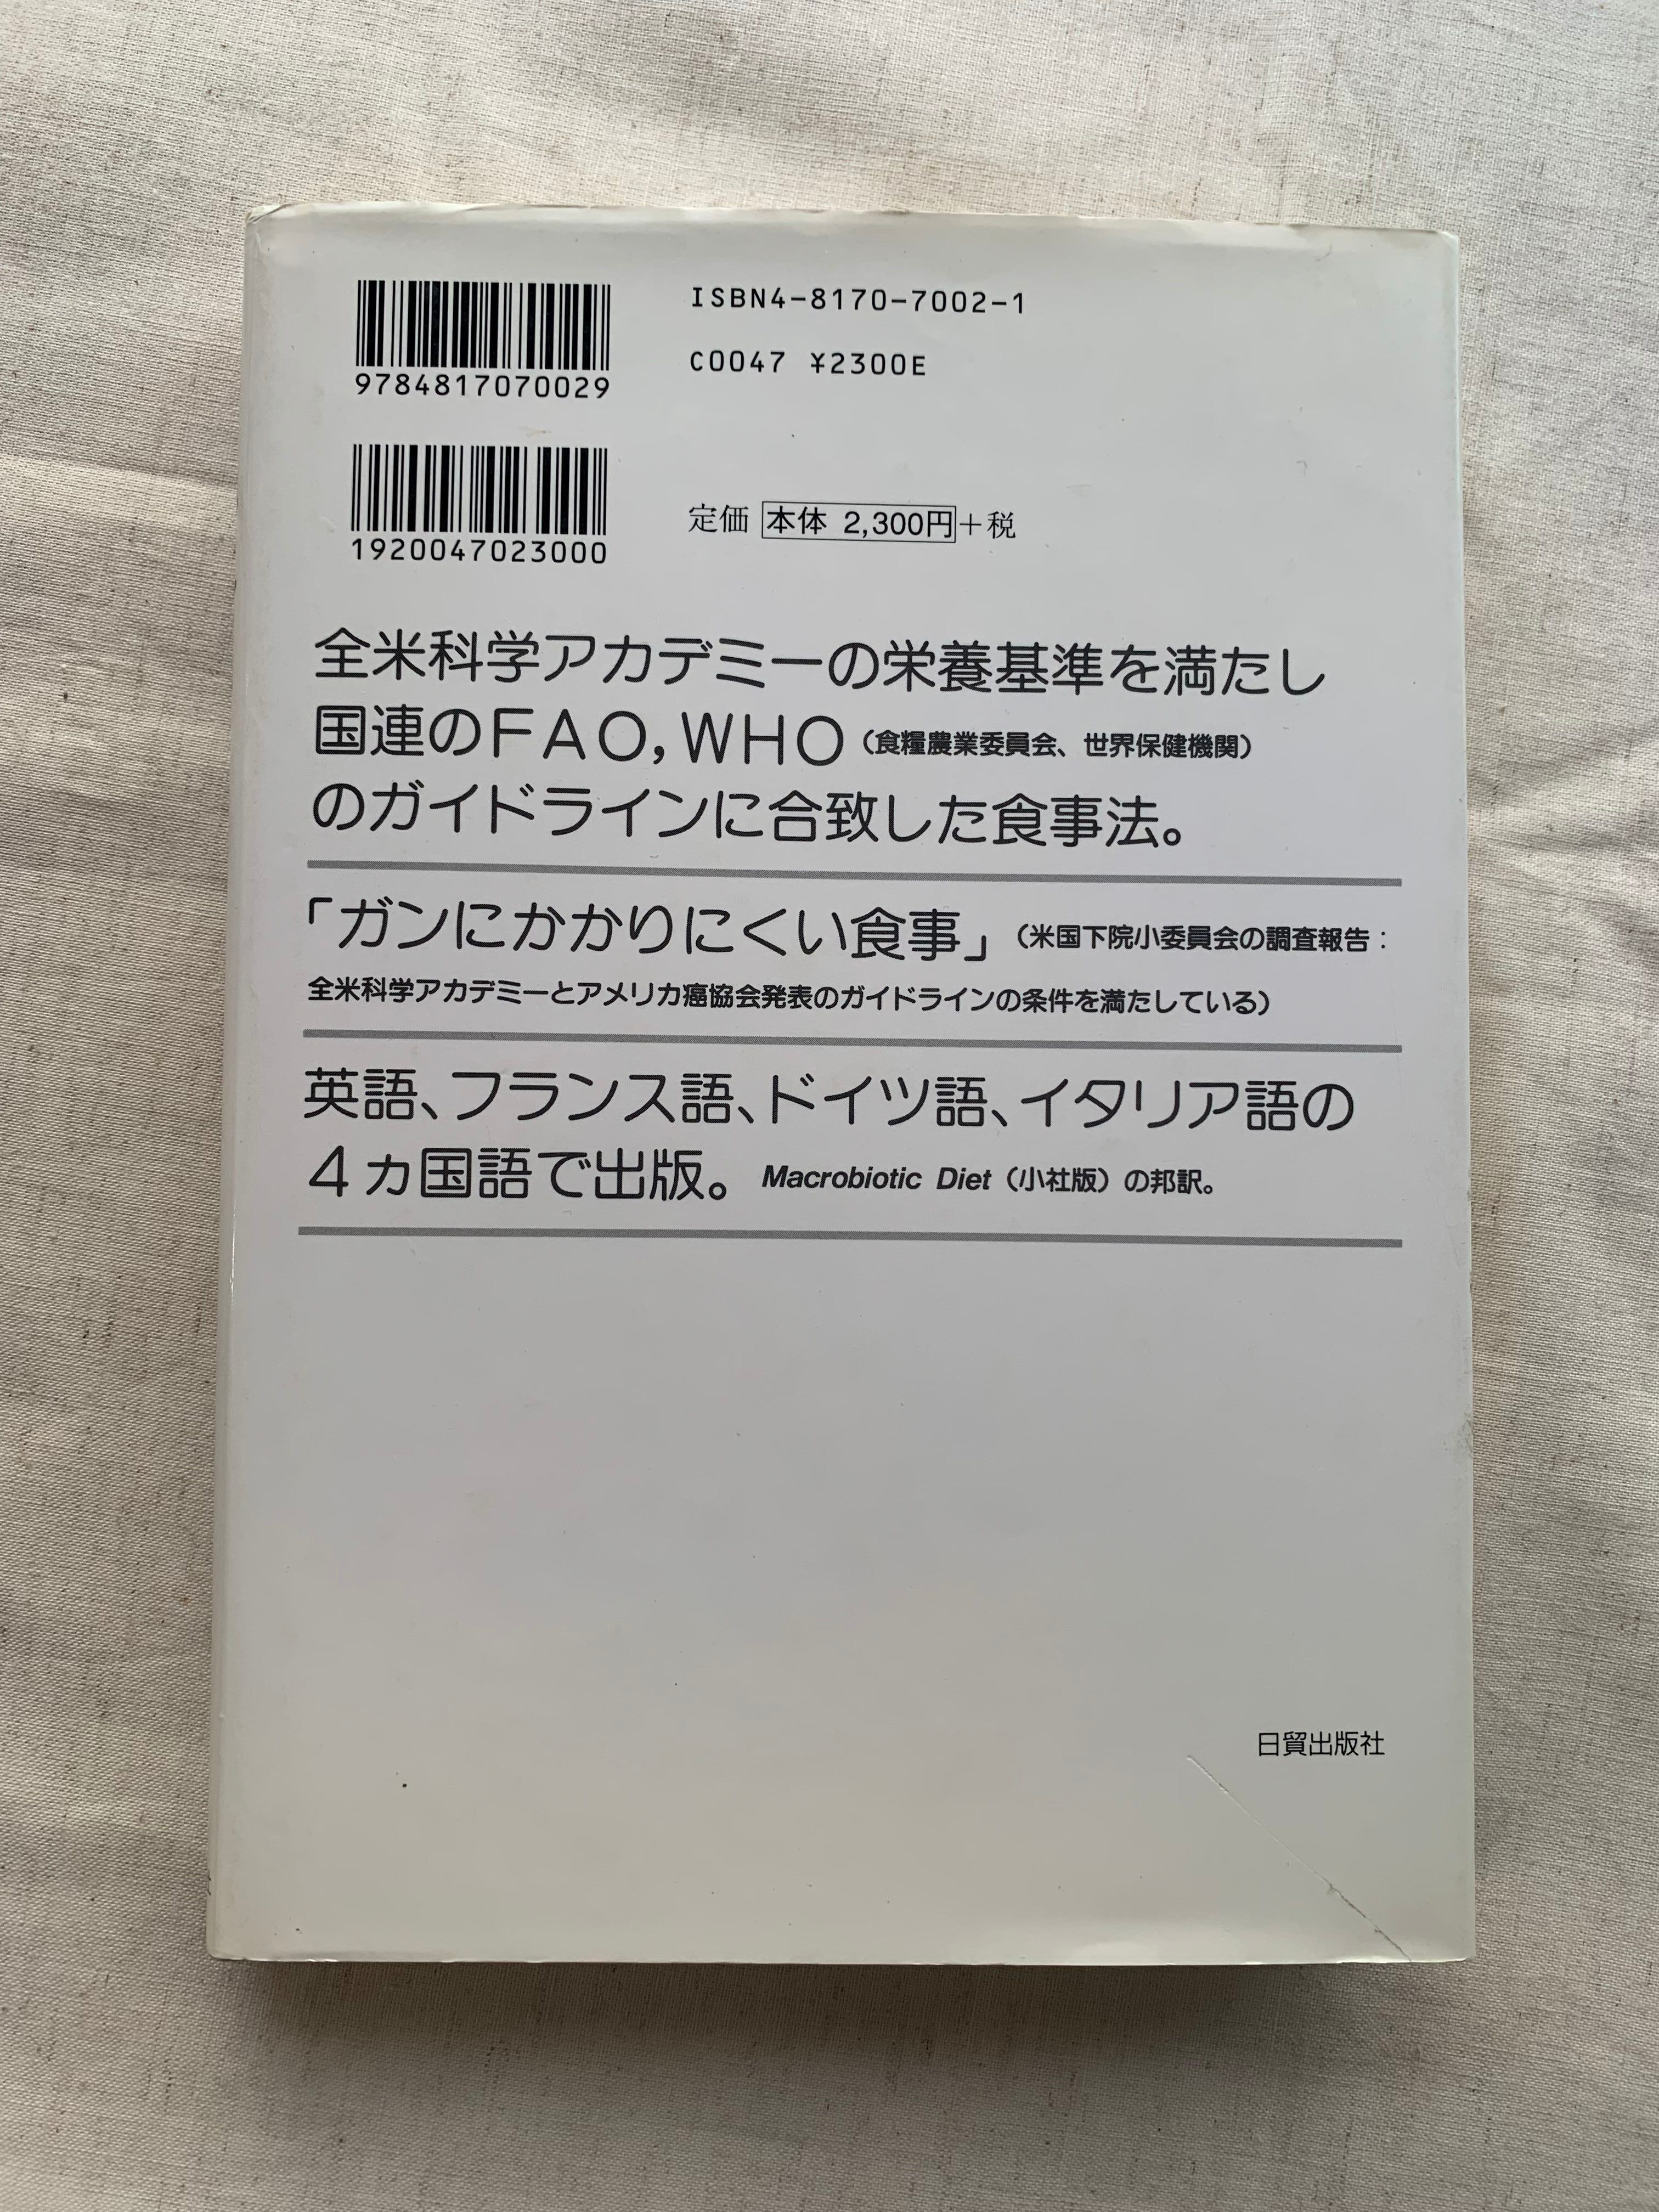 ISBN4-8170-7002-1
C0047 ¥2300E
9784817070029
1920047023000
定価 本体 2,300円+税
全米科学アカデミーの栄養基準を満たし
国連のFAO,WHO(食糧農業委員会、世界保健機関)
のガイドラインに合致した食事法。
「ガンにかかりにくい食事」(米国下院小委員会の調査報告:
全米科学アカデミーとアメリカ癌協会発表のガイドラインの条件を満たしている)
英語、フランス語、ドイツ語、イタリア語の
4ヵ国語で出版。 Macrobiotic Diet(小社版)の邦訳。
日貿出版社